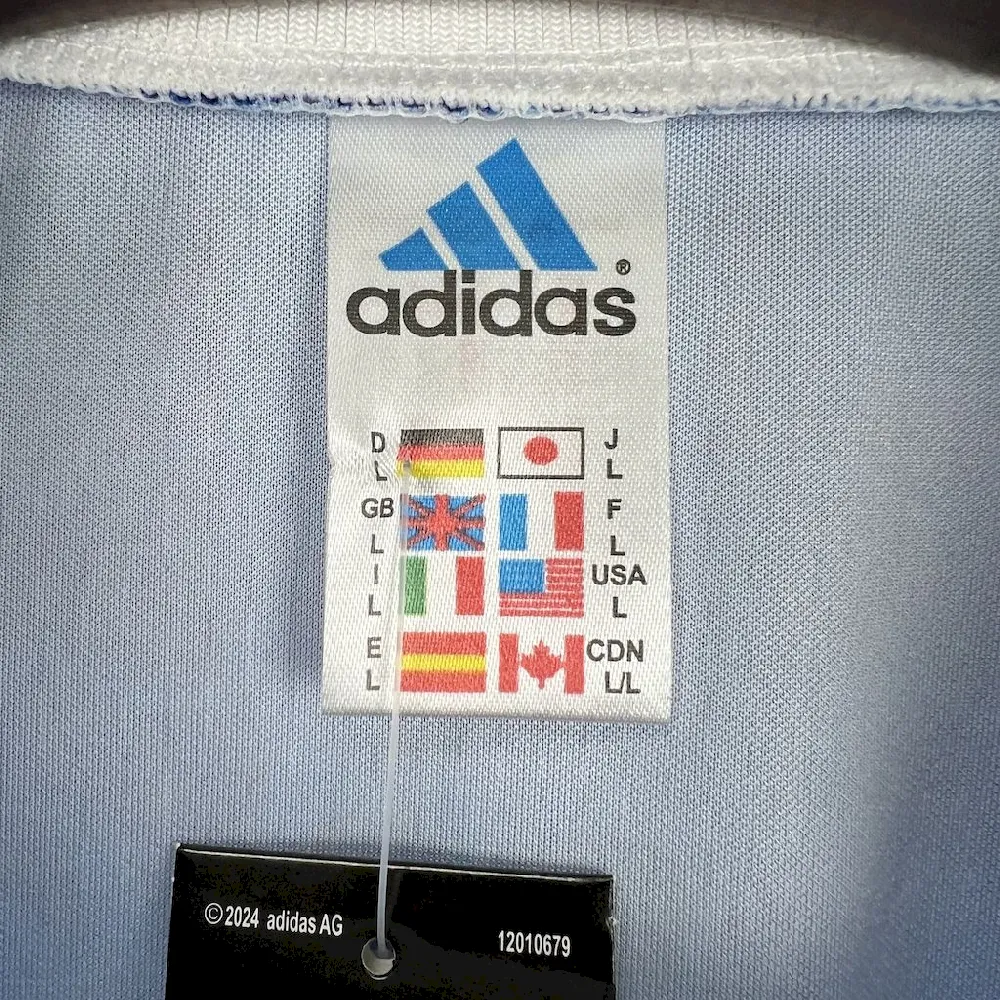 adidas®
D J
L L
GB F
L L
I USA
L L
E CDN
L L/L
© 2024 adidas AG
12010679